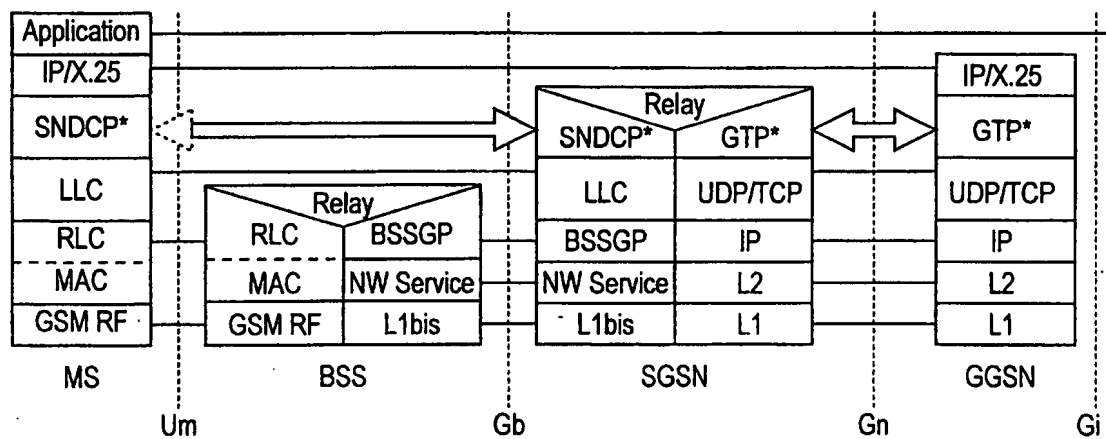 Application
IP/X.25
SNDCP*
LLC
RLC
MAC
GSM RF
MS
Um
Relay
RLC
BSSGP
MAC
NW Service
GSM RF
L1bis
BSS
Gb
Relay
SNDCP*
GTP*
LLC
UDP/TCP
BSSGP
IP
NW Service
L2
L1bis
L1
SGSN
Gn
IP/X.25
GTP*
UDP/TCP
IP
L2
L1
GGSN
Gi